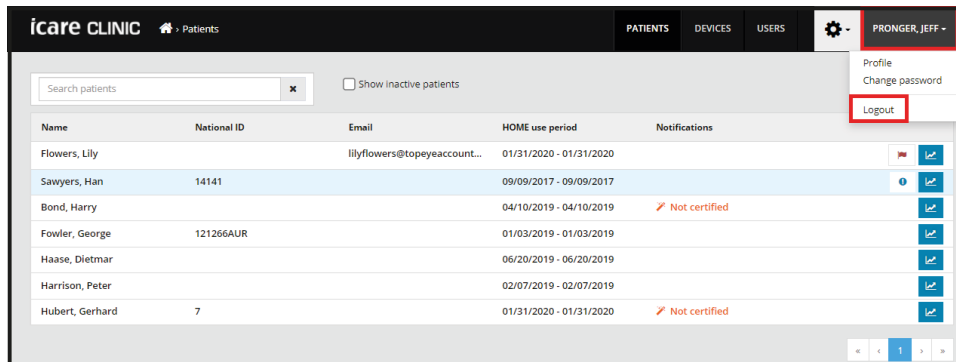 icare CLINIC > Patients PATIENTS DEVICES USERS PRONGER, JEFF
Profile
Change password
Logout
Search patients x Show inactive patients
Name National ID Email HOME use period Notifications
Flowers, Lily lilyflowers@topeyeaccount... 01/31/2020 - 01/31/2020
Sawyers, Han 14141 09/09/2017 - 09/09/2017
Bond, Harry 04/10/2019 - 04/10/2019 Not certified
Fowler, George 121266AUR 01/03/2019 - 01/03/2019
Haase, Dietmar 06/20/2019 - 06/20/2019
Harrison, Peter 02/07/2019 - 02/07/2019
Hubert, Gerhard 7 01/31/2020 - 01/31/2020 Not certified
« ‹ 1 › »